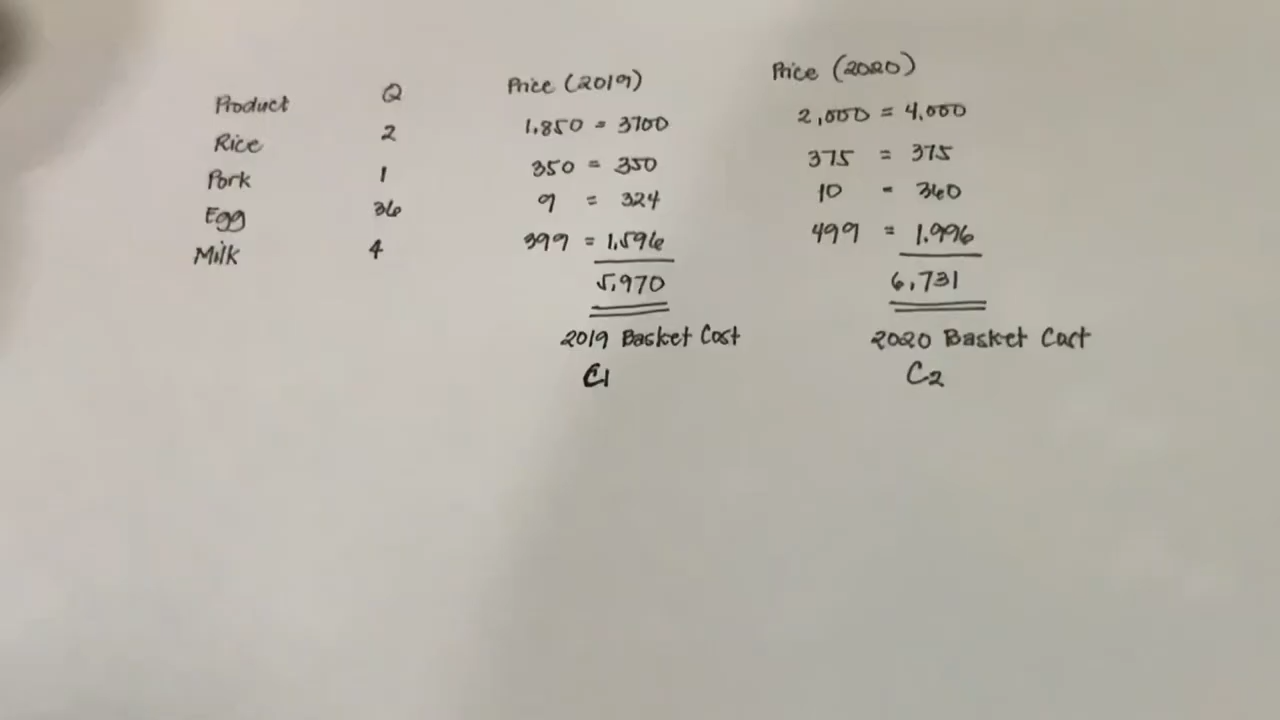 Product Q Price (2019) Price (2020)
Rice 2 1,850 = 3700 2,000 = 4,000
Pork 1 350 = 350 375 = 375
Egg 36 9 = 324 10 = 360
Milk 4 399 = 1,596 499 = 1,996
5,970 6,731
2019 Basket Cost 2020 Basket Cost
C1 C2